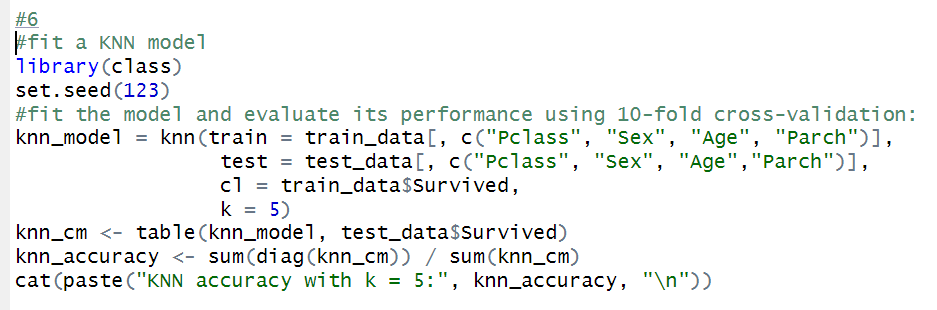 #6
#fit a KNN model
library(class)
set.seed(123)
#fit the model and evaluate its performance using 10-fold cross-validation:
knn_model = knn(train = train_data[, c("Pclass", "Sex", "Age", "Parch")],
                test = test_data[, c("Pclass", "Sex", "Age","Parch")],
                cl = train_data$Survived,
                k = 5)
knn_cm <- table(knn_model, test_data$Survived)
knn_accuracy <- sum(diag(knn_cm)) / sum(knn_cm)
cat(paste("KNN accuracy with k = 5:", knn_accuracy, "\n"))